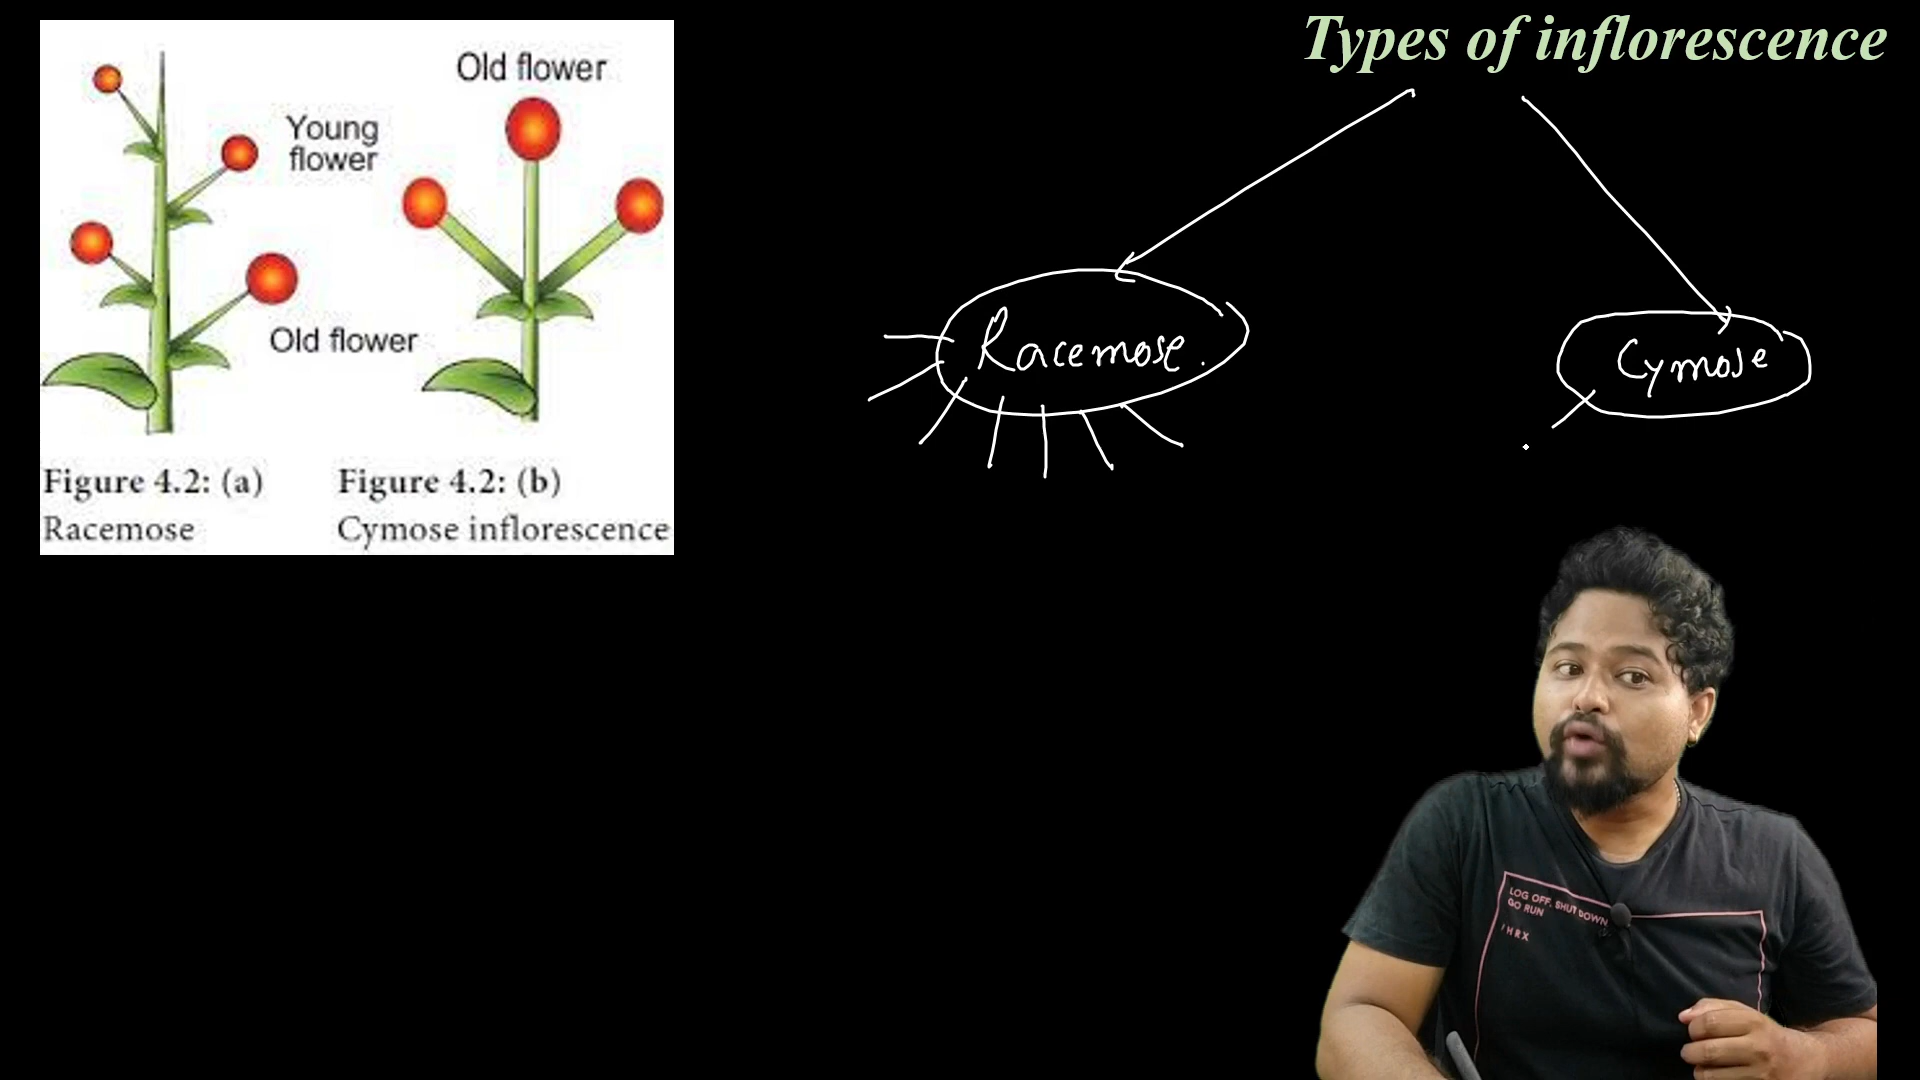 Types of inflorescence
Old flower
Young
flower
Old flower
Figure 4.2: (a)
Racemose
Figure 4.2: (b)
Cymose inflorescence
Racemose.
Cymose
LOG OFF. SHUT DOWN
GO RUN
/HRX